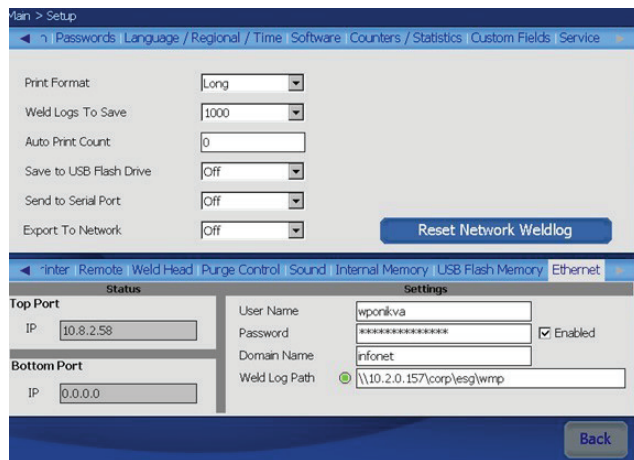 Main > Setup
n | Passwords | Language / Regional / Time | Software | Counters / Statistics | Custom Fields | Service
Print Format Long
Weld Logs To Save 1000
Auto Print Count 0
Save to USB Flash Drive Off
Send to Serial Port Off
Export To Network Off Reset Network Weldlog
rinter | Remote | Weld Head | Purge Control | Sound | Internal Memory | USB Flash Memory | Ethernet
Status Settings
Top Port
IP 10.8.2.58
Bottom Port
IP 0.0.0.0
User Name wponikva
Password ************** Enabled
Domain Name infonet
Weld Log Path \\10.2.0.157\corp\esg\wmp
Back